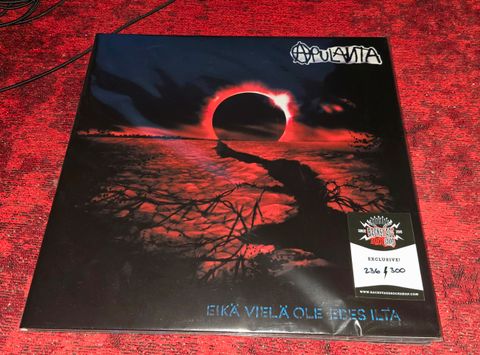 APULANTA
EXCLUSIVE!
236/300
EIKÄ VIELÄ OLE EDES ILTA